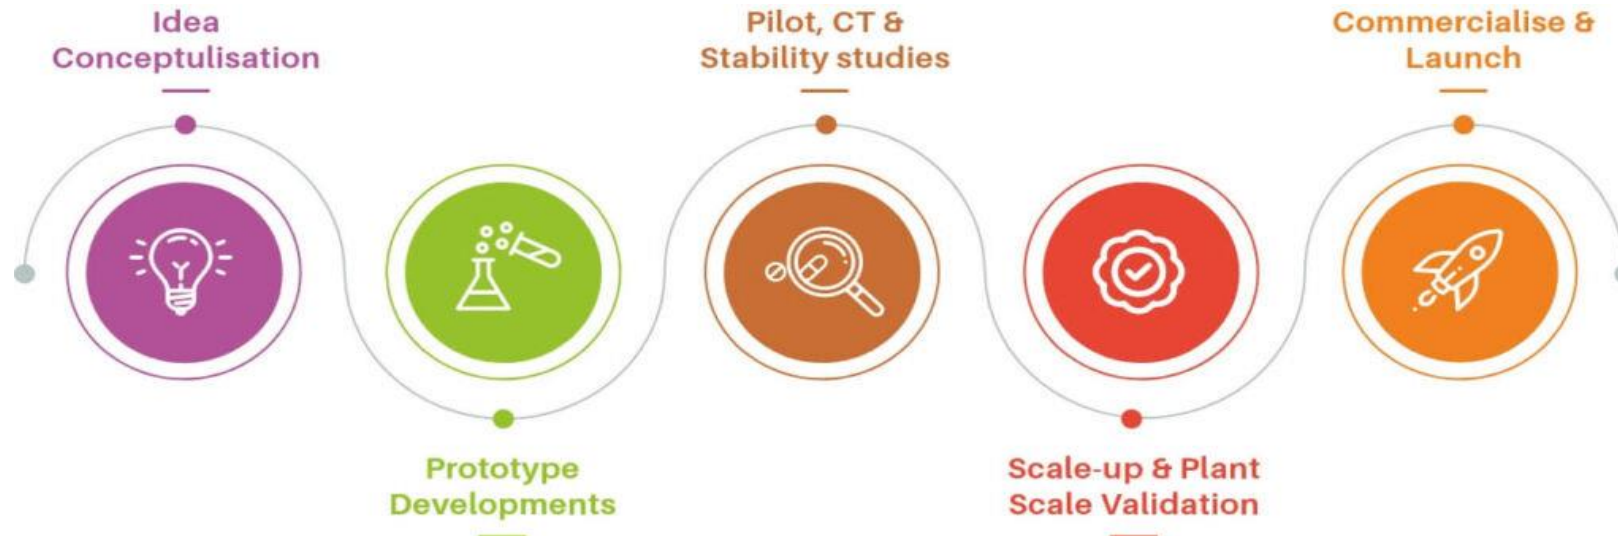 Idea
Conceptulisation
Prototype
Developments
Pilot, CT &
Stability studies
Scale-up & Plant
Scale Validation
Commercialise &
Launch